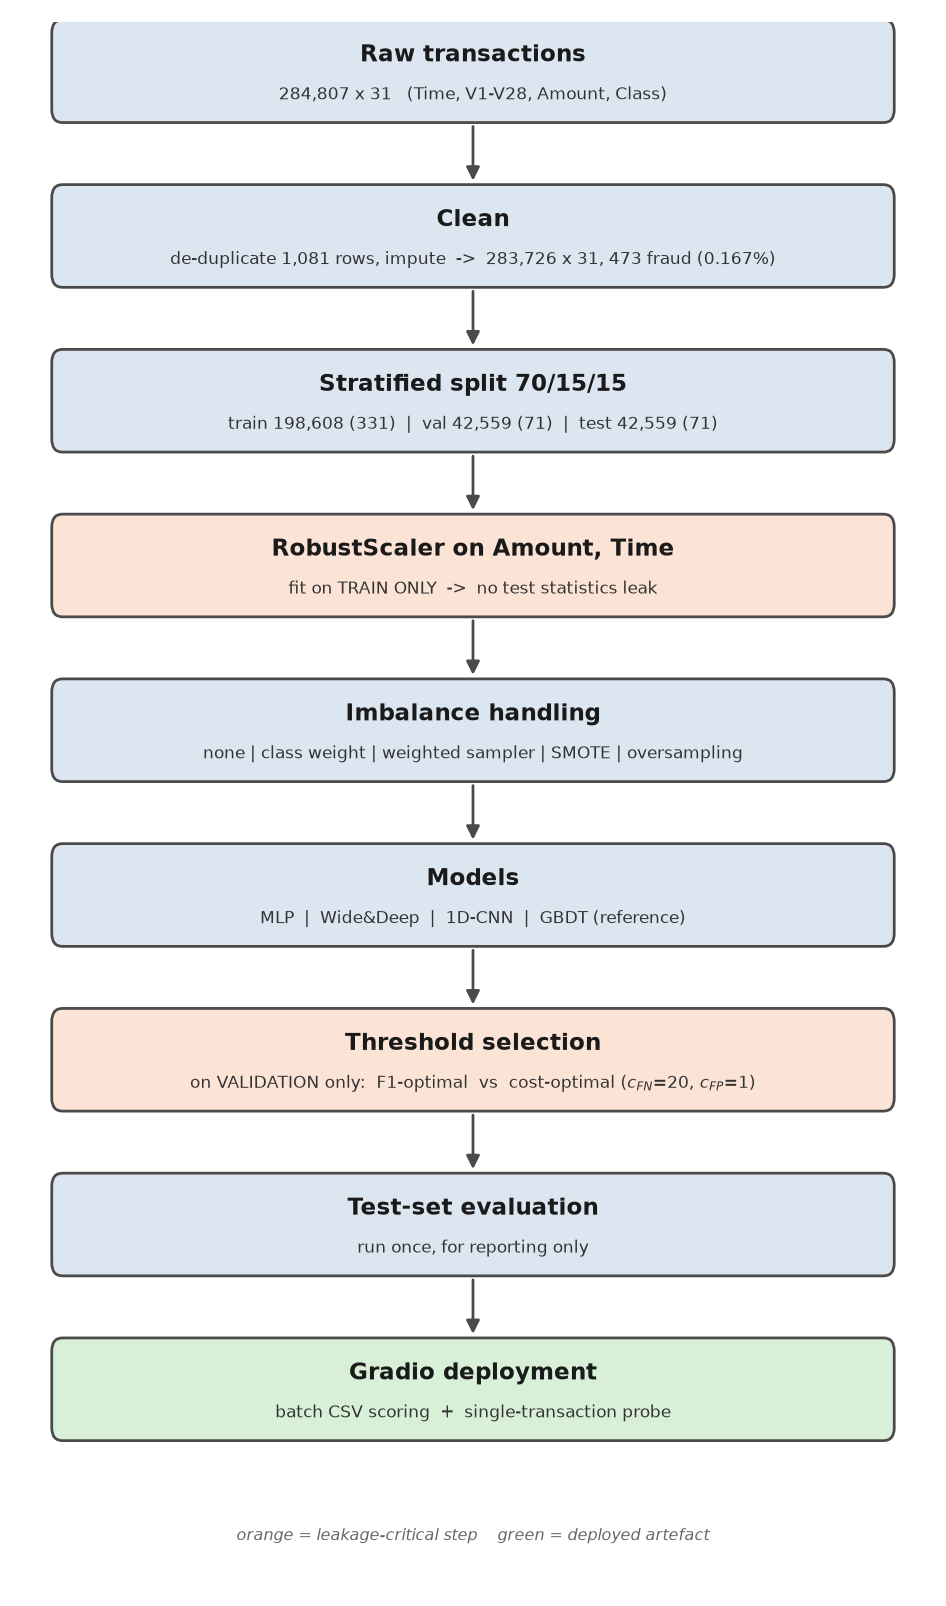 Raw transactions
284,807 x 31   (Time, V1-V28, Amount, Class)
Clean
de-duplicate 1,081 rows, impute  ->  283,726 x 31, 473 fraud (0.167%)
Stratified split 70/15/15
train 198,608 (331)  |  val 42,559 (71)  |  test 42,559 (71)
RobustScaler on Amount, Time
fit on TRAIN ONLY  ->  no test statistics leak
Imbalance handling
none | class weight | weighted sampler | SMOTE | oversampling
Models
MLP  |  Wide&Deep  |  1D-CNN  |  GBDT (reference)
Threshold selection
on VALIDATION only:  F1-optimal  vs  cost-optimal (c_FN=20, c_FP=1)
Test-set evaluation
run once, for reporting only
Gradio deployment
batch CSV scoring  +  single-transaction probe
orange = leakage-critical step    green = deployed artefact